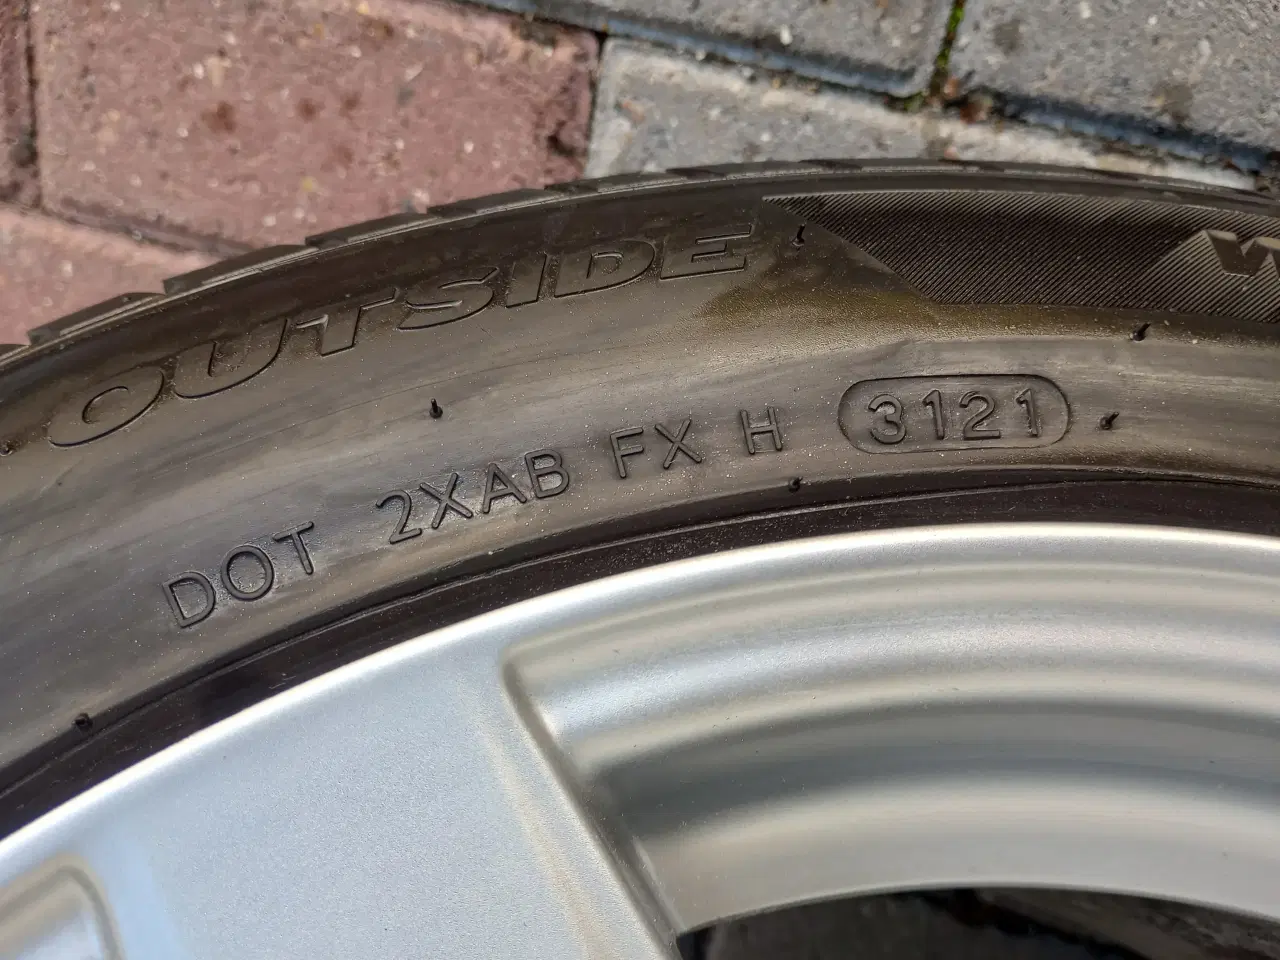 OUTSIDE
DOT 2XAB FX H 3121